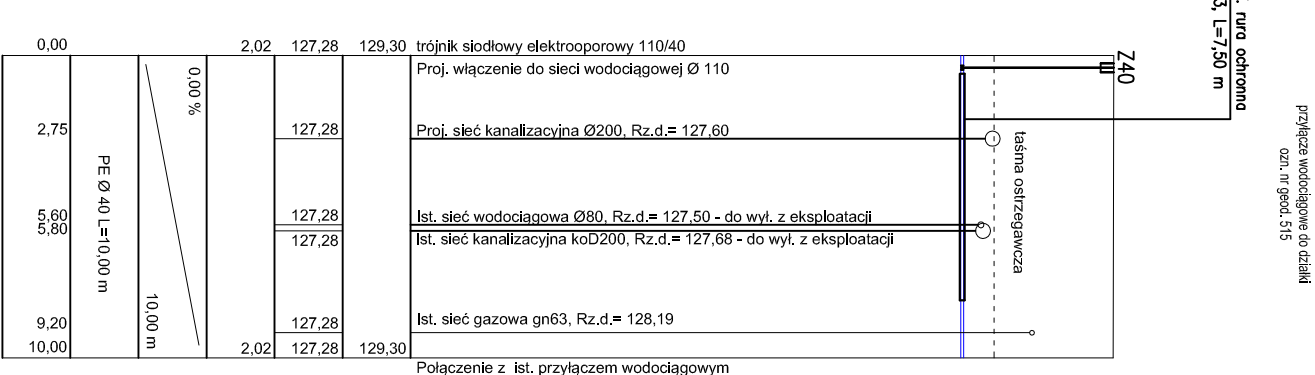 0,00
2,02
127,28
129,30
trójnik siodłowy elektrooporowy 110/40
Proj. włączenie do sieci wodociągowej Ø 110
2,75
127,28
Proj. sieć kanalizacyjna Ø200, Rz.d.= 127,60
5,60
127,28
Ist. sieć wodociągowa Ø80, Rz.d.= 127,50 - do wył. z eksploatacji
5,80
127,28
Ist. sieć kanalizacyjna koD200, Rz.d.= 127,68 - do wył. z eksploatacji
9,20
127,28
Ist. sieć gazowa gn63, Rz.d.= 128,19
10,00
2,02
127,28
129,30
Połączenie z ist. przyłączem wodociągowym
PE Ø 40 L=10,00 m
0,00 %
10,00 m
Z40
taśma ostrzegawcza
rura ochronna
3, L=7,50 m
przyłącze wodociągowe do działki
ozn. nr geod. 515